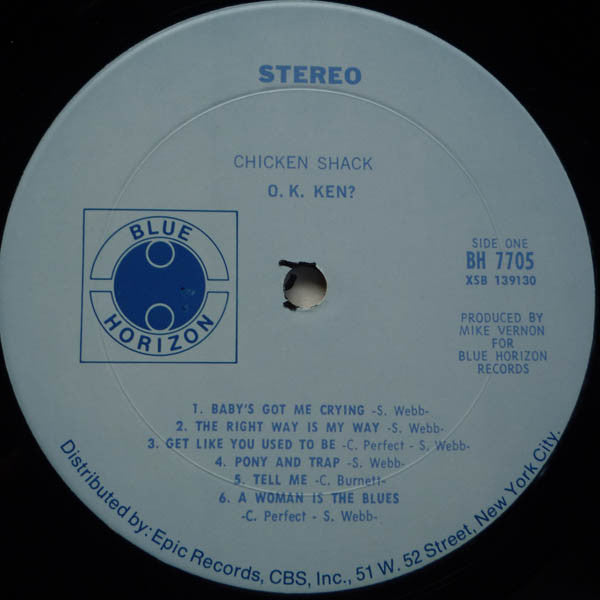 STEREO
CHICKEN SHACK
O. K. KEN?
BLUE
HORIZON
SIDE ONE
BH 7705
XSB 139130
PRODUCED BY
MIKE VERNON
FOR
BLUE HORIZON
RECORDS
1. BABY'S GOT ME CRYING -S. Webb-
2. THE RIGHT WAY IS MY WAY -S. Webb-
3. GET LIKE YOU USED TO BE -C. Perfect - S. Webb-
4. PONY AND TRAP -S. Webb-
5. TELL ME -C. Burnett-
6. A WOMAN IS THE BLUES
-C. Perfect - S. Webb-
Distributed by: Epic Records, CBS, Inc., 51 W. 52 Street, New York City.